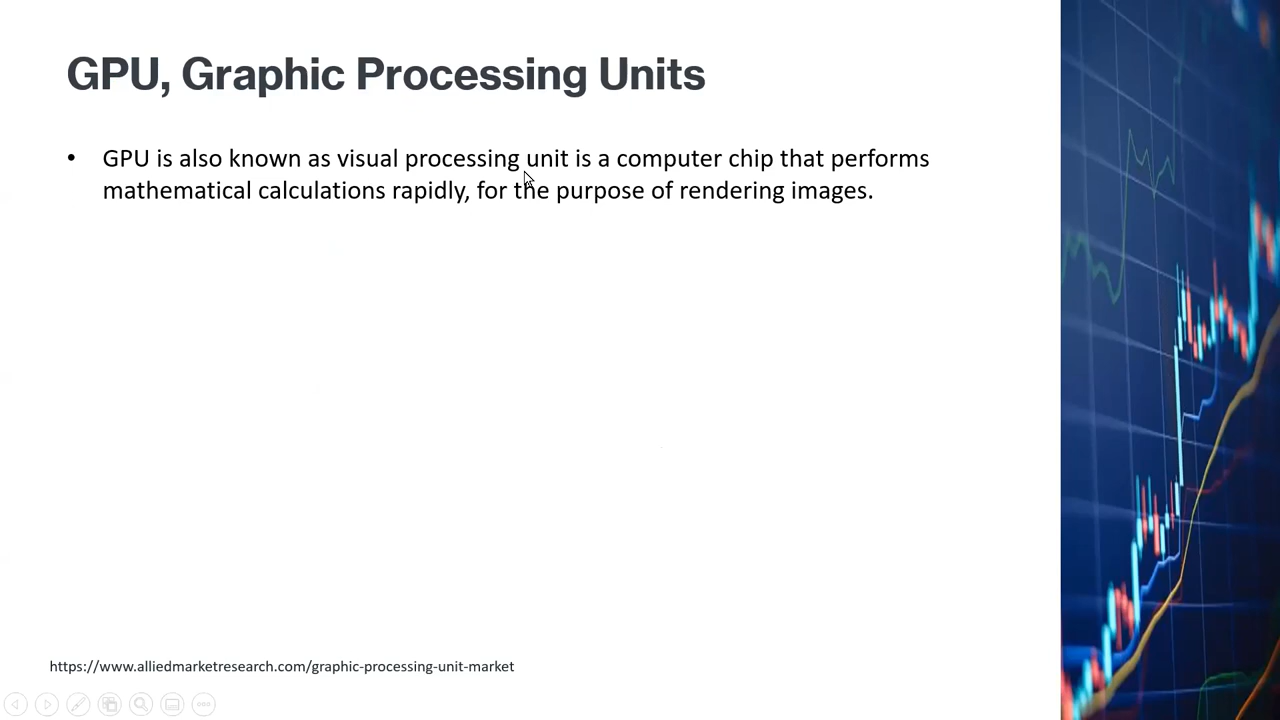 GPU, Graphic Processing Units
• GPU is also known as visual processing unit is a computer chip that performs
mathematical calculations rapidly, for the purpose of rendering images.
https://www.alliedmarketresearch.com/graphic-processing-unit-market